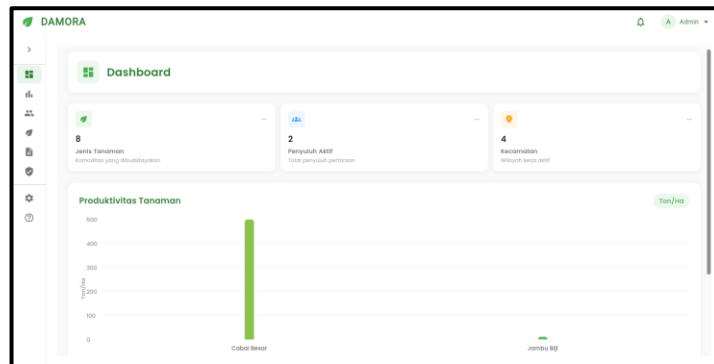 DAMORA
A Admin
Dashboard
8
Jenis Tanaman
Komoditas yang dibudidayakan
2
Penyuluh Aktif
Total penyuluh pertanian
4
Kecamatan
Wilayah kerja aktif
Produktivitas Tanaman
Ton/Ha
500
400
300
200
100
0
Ton/Ha
Cabai Besar
Jambu Biji